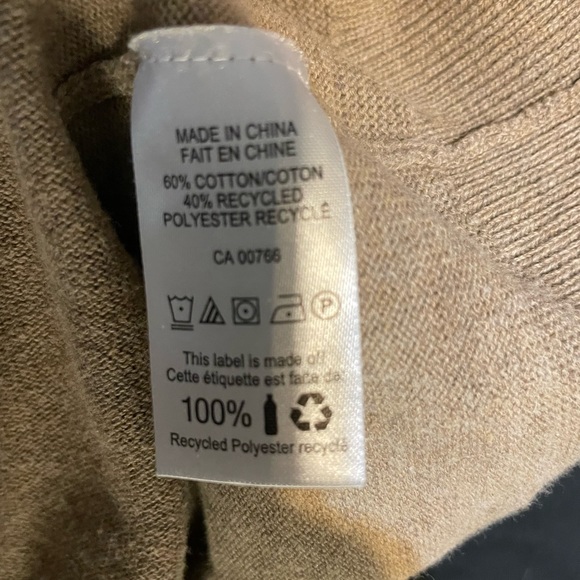 MADE IN CHINA
FAIT EN CHINE
60% COTTON/COTON
40% RECYCLED
POLYESTER RECYCLÉ
CA 00766
P
This label is made of/
Cette étiquette est faite de:
100%
Recycled Polyester recyclé